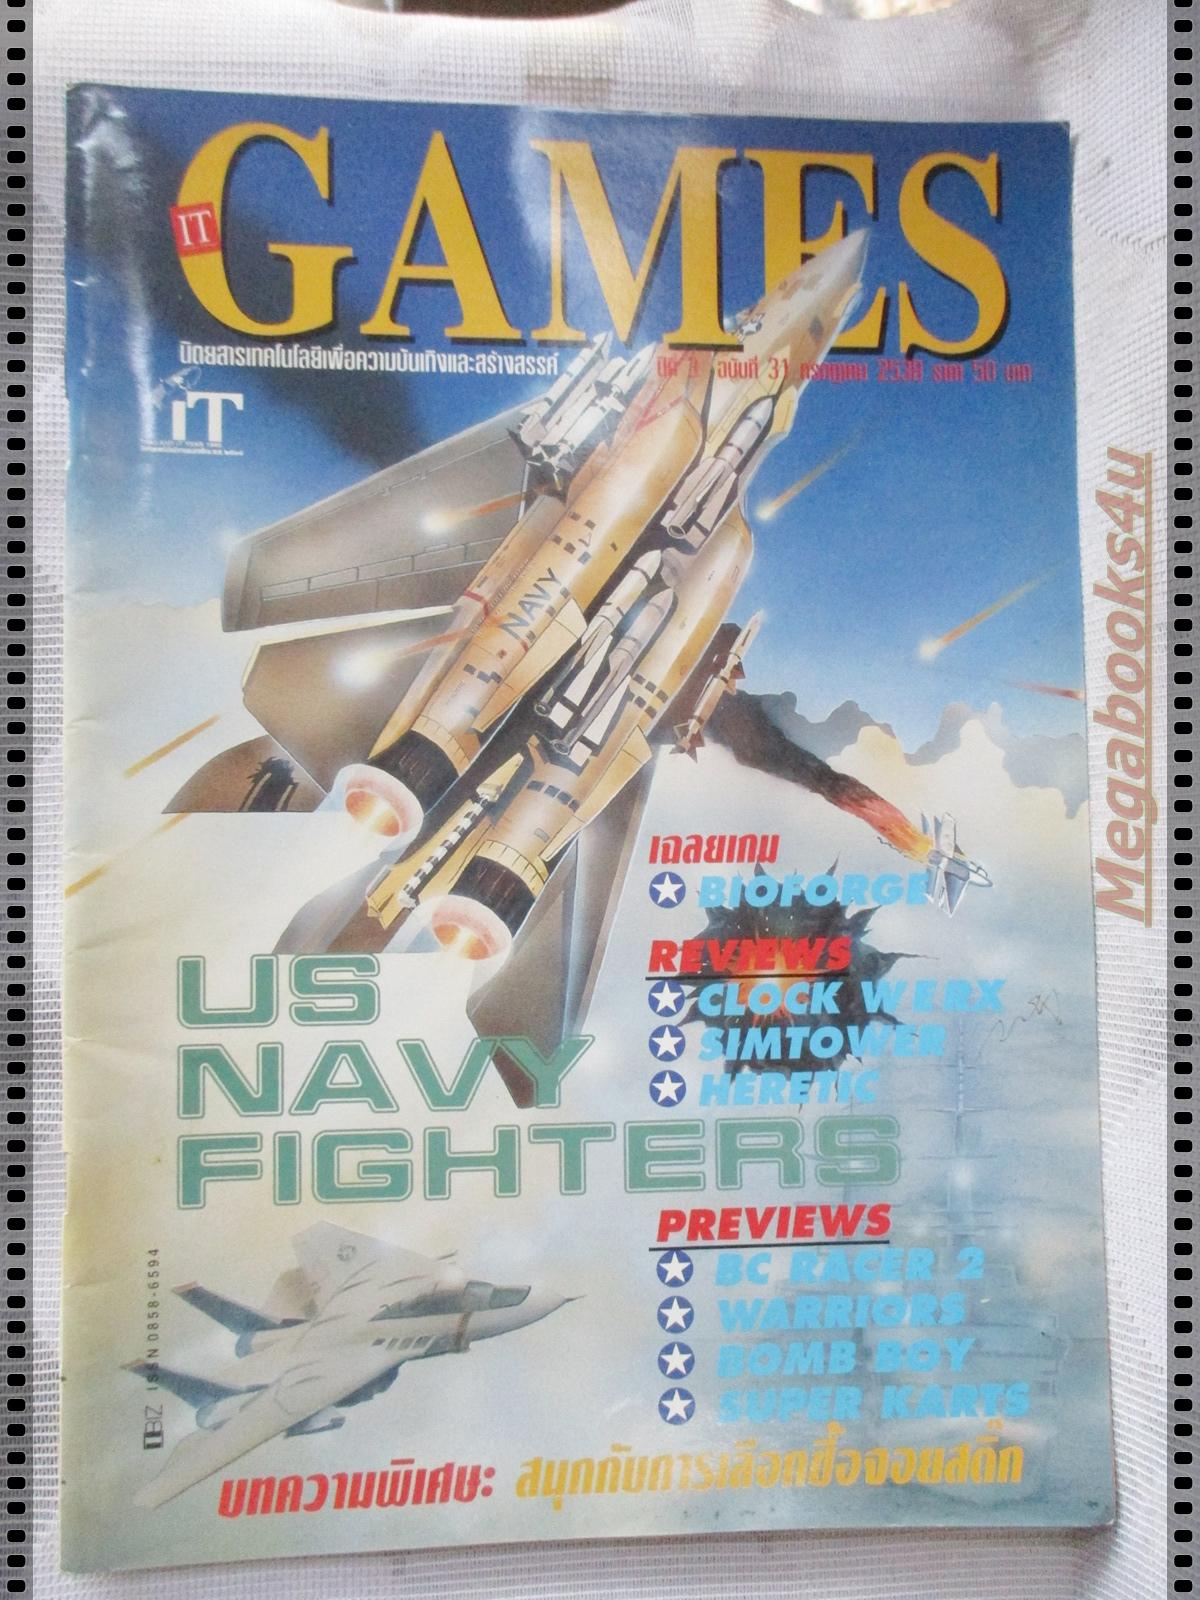 GAMES
IT
นิตยสารเทคโนโลยีเพื่อความบันเทิงและสร้างสรรค์
ปีที่ 3 ฉบับที่ 31 กรกฎาคม 2538 ราคา 50 บาท
iT
NAVY
เฉลยเกม
BIOFORGE
REVIEWS
CLOCK WERX
SIMTOWER
HERETIC
US
NAVY
FIGHTERS
PREVIEWS
BC RACER 2
WARRIORS
BOMB BOY
SUPER KARTS
บทความพิเศษ สนุกกับการเลือกซื้อจอยสติ๊ก
ISSN 0858-6594
Megabooks4u